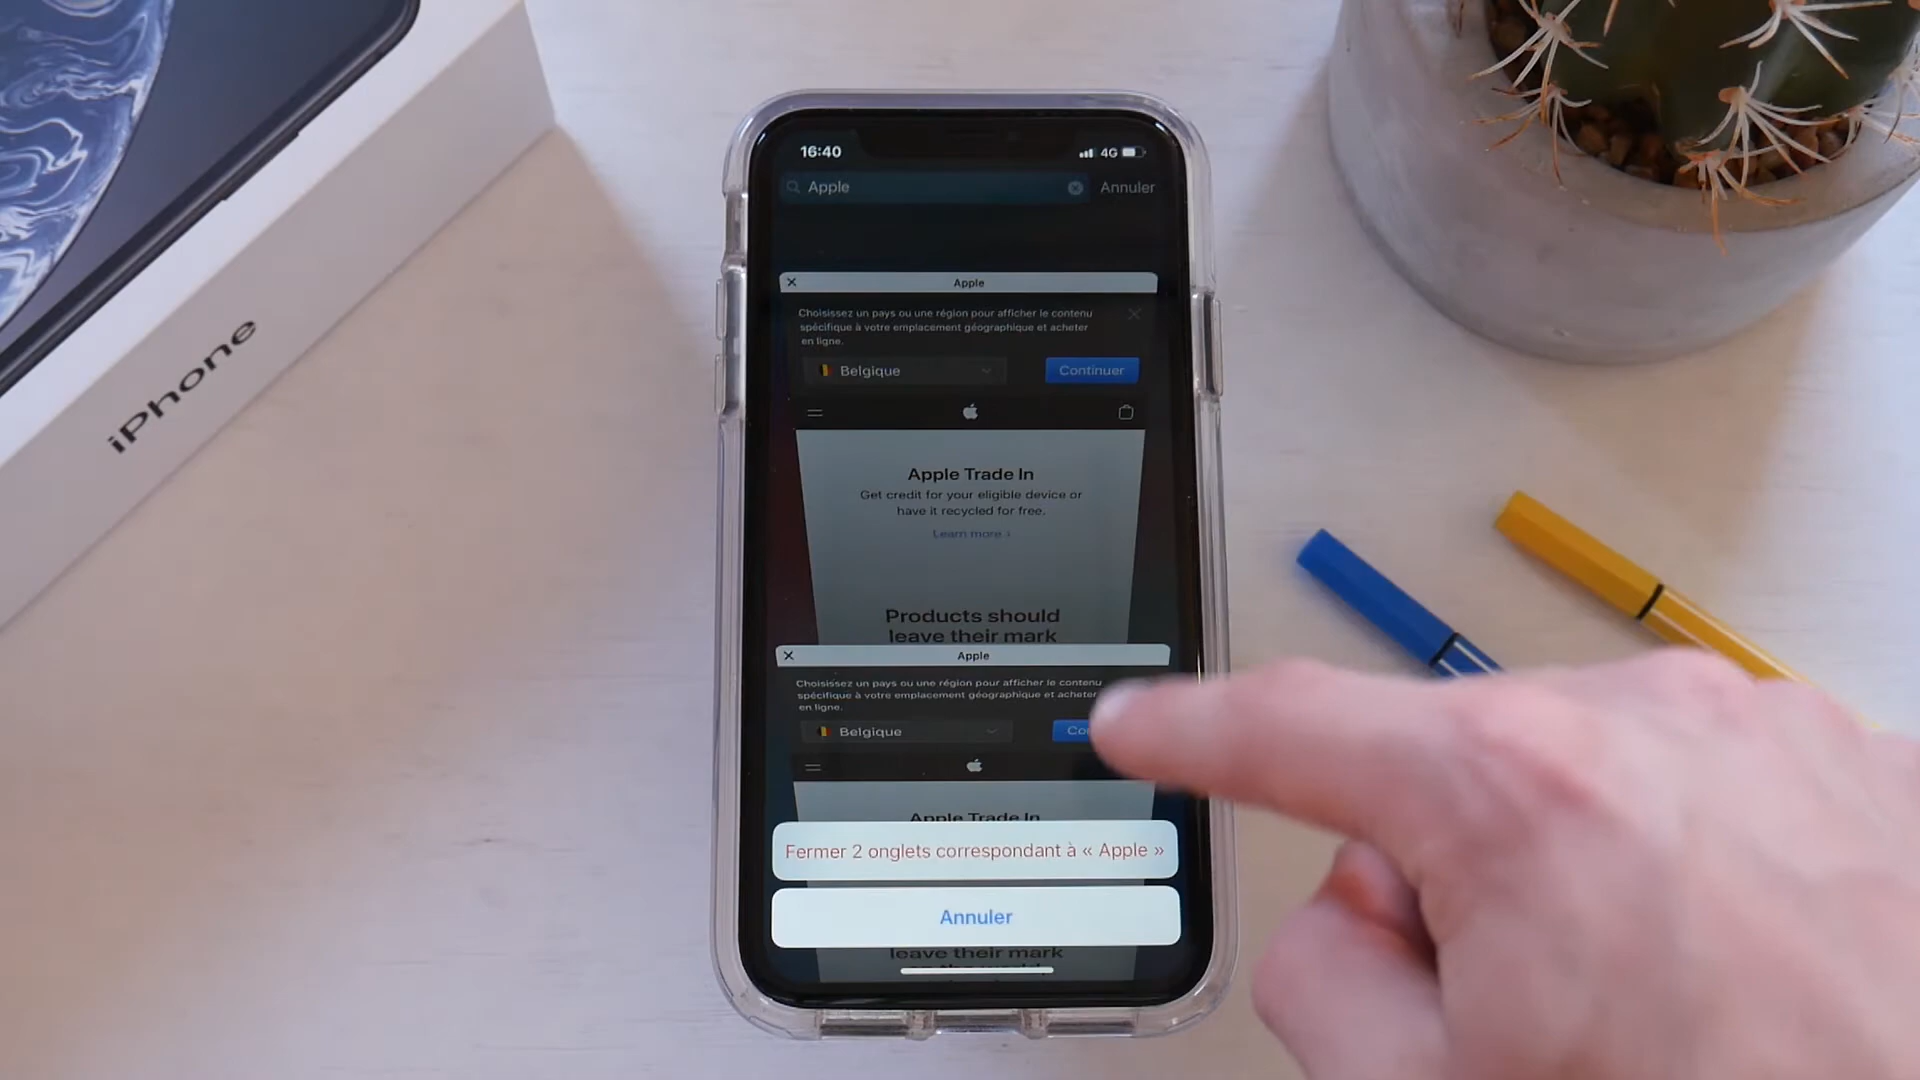 iPhone
16:40
4G
Apple
Annuler
Apple
Choisissez un pays ou une région pour afficher le contenu
spécifique à votre emplacement géographique et acheter
en ligne.
Belgique
Continuer
Apple Trade In
Get credit for your eligible device or
have it recycled for free.
Learn more ›
Products should
leave their mark
Apple
Choisissez un pays ou une région pour afficher le contenu
spécifique à votre emplacement géographique et acheter
en ligne.
Belgique
Apple Trade In
Fermer 2 onglets correspondant à « Apple »
Annuler
leave their mark